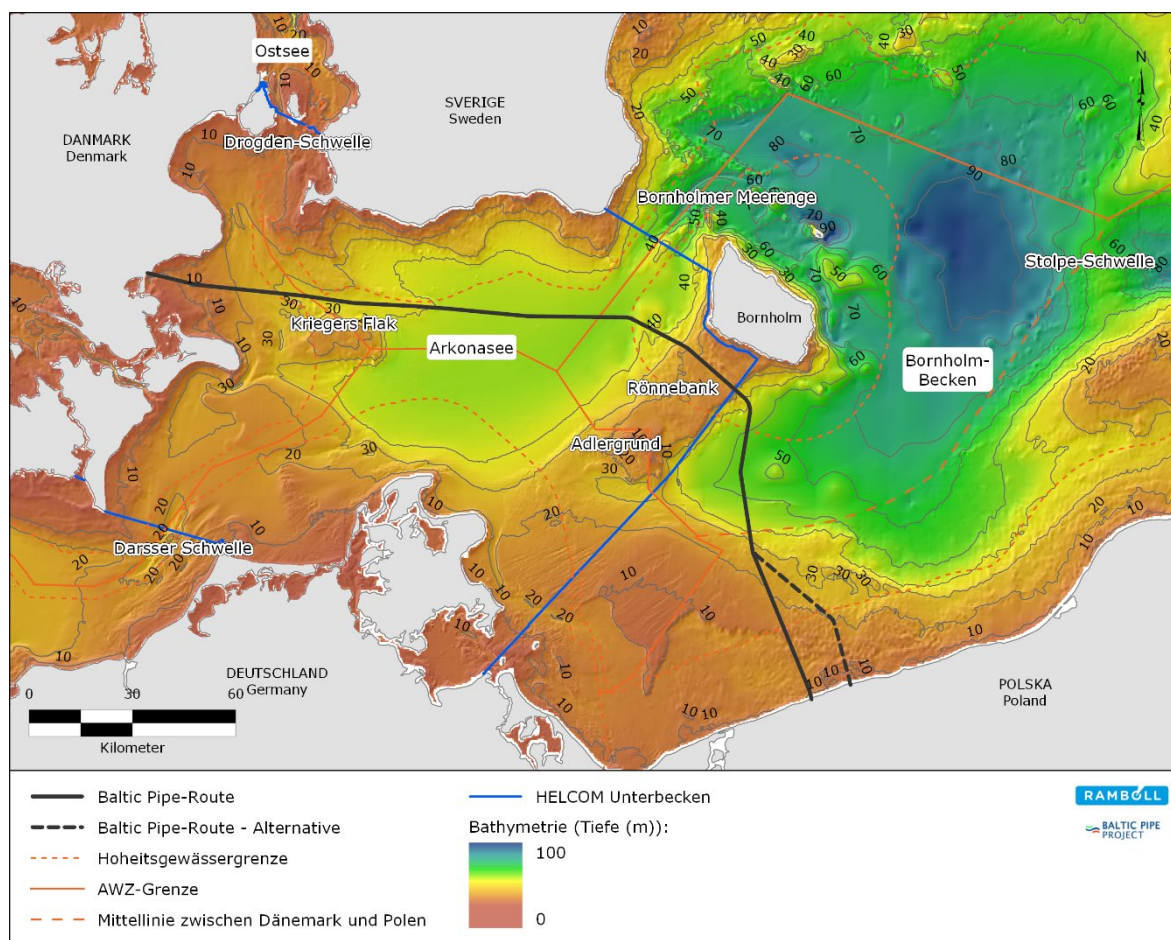 Ostsee
SVERIGE
Sweden
DANMARK
Denmark
Drogden-Schwelle
N
Bornholmer Meerenge
Stolpe-Schwelle
Kriegers Flak
Arkonasee
Bornholm
Bornholm-
Becken
Rönnebank
Adlergrund
Darsser Schwelle
DEUTSCHLAND
Germany
POLSKA
Poland
0 30 60
Kilometer
Baltic Pipe-Route
Baltic Pipe-Route - Alternative
Hoheitsgewässergrenze
AWZ-Grenze
Mittellinie zwischen Dänemark und Polen
HELCOM Unterbecken
Bathymetrie (Tiefe (m)):
100
0
RAMBOLL
BALTIC PIPE
PROJECT